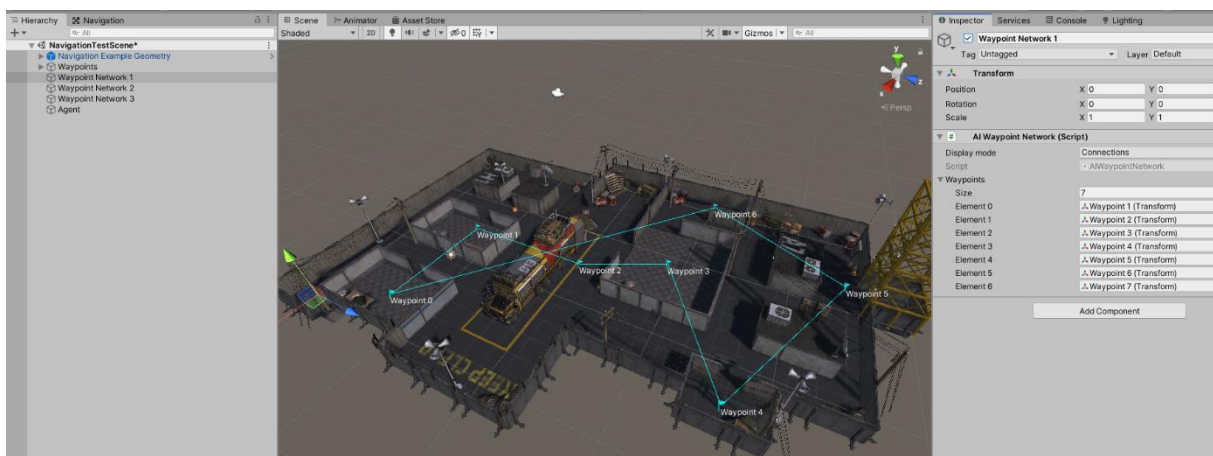 Hierarchy Navigation
All
NavigationTestScene*
Navigation Example Geometry
Waypoints
Waypoint Network 1
Waypoint Network 2
Waypoint Network 3
Agent
Scene Animator Asset Store
Shaded 2D 0 Gizmos All
y
x z
Persp
Waypoint 6
Waypoint 1
Waypoint 2 Waypoint 3
Waypoint 5
Waypoint 0
KEEP CLEAR
Waypoint 4
Inspector Services Console Lighting
Waypoint Network 1
Tag Untagged Layer Default
Transform
Position X 0 Y 0
Rotation X 0 Y 0
Scale X 1 Y 1
AI Waypoint Network (Script)
Display mode Connections
Script AIWaypointNetwork
Waypoints
Size 7
Element 0 Waypoint 1 (Transform)
Element 1 Waypoint 2 (Transform)
Element 2 Waypoint 3 (Transform)
Element 3 Waypoint 4 (Transform)
Element 4 Waypoint 5 (Transform)
Element 5 Waypoint 6 (Transform)
Element 6 Waypoint 7 (Transform)
Add Component